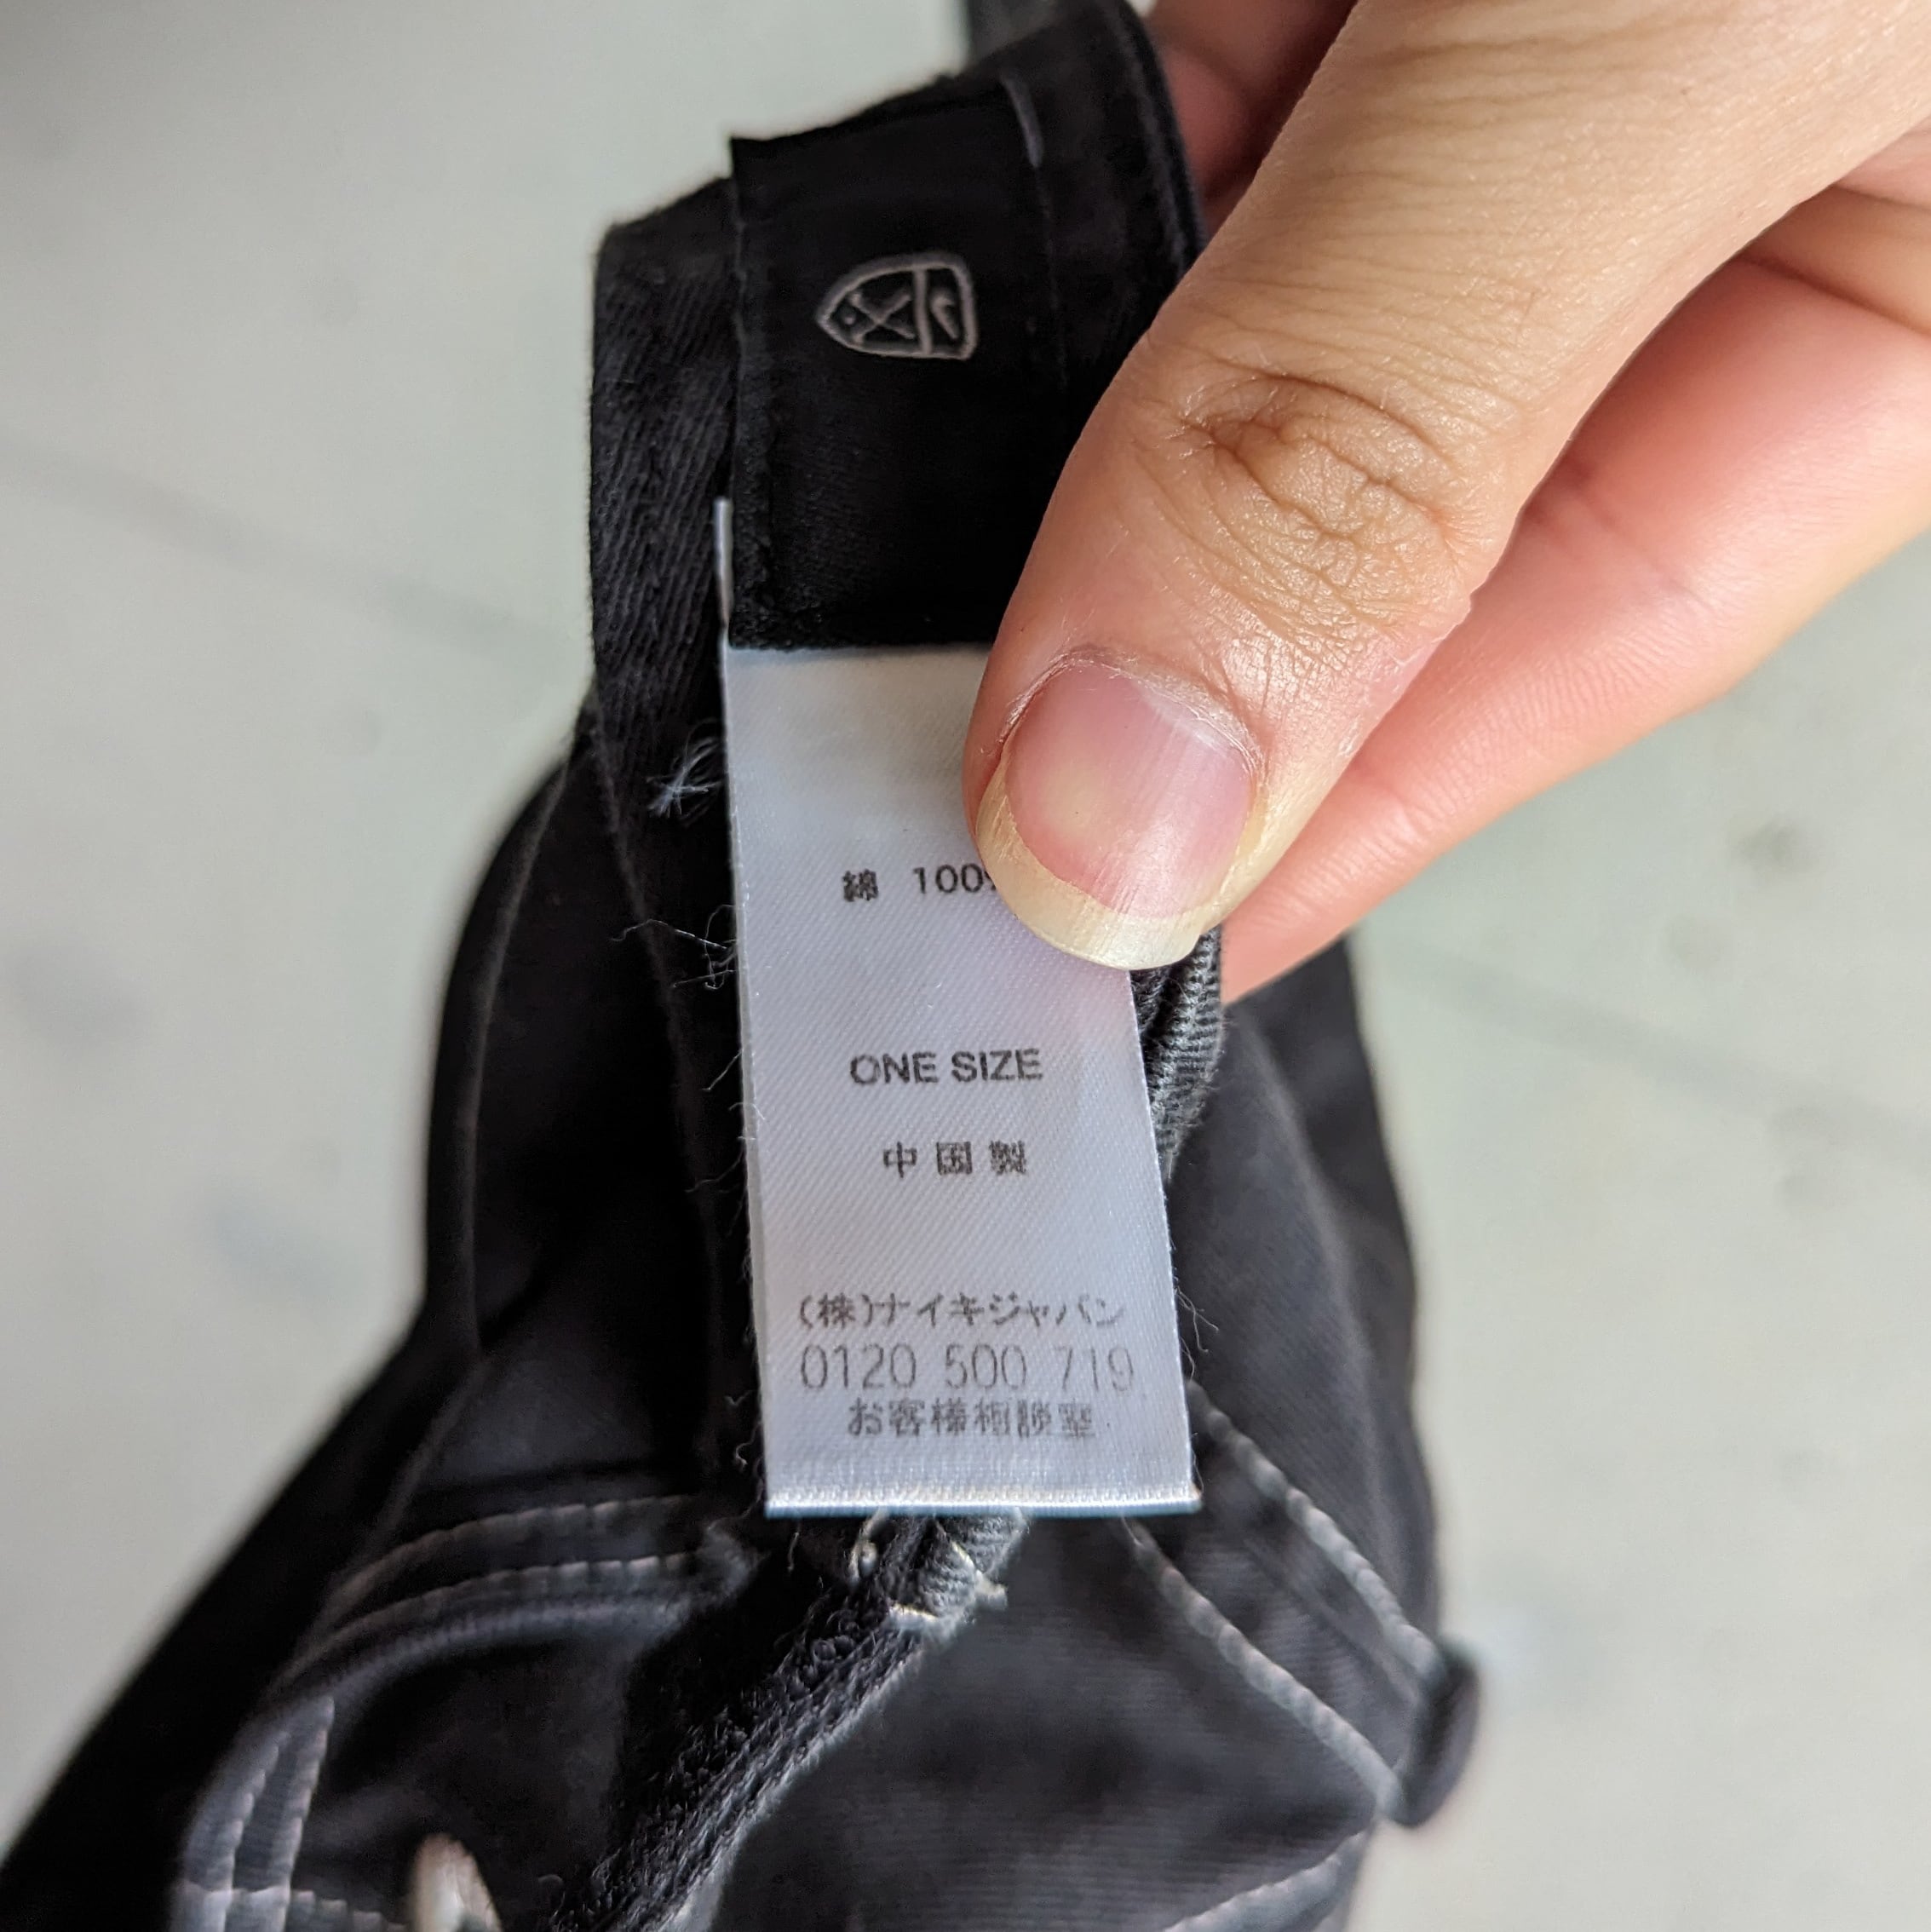 綿 100%
ONE SIZE
中国製
(株)ナイキジャパン
0120 500 719
お客様相談室